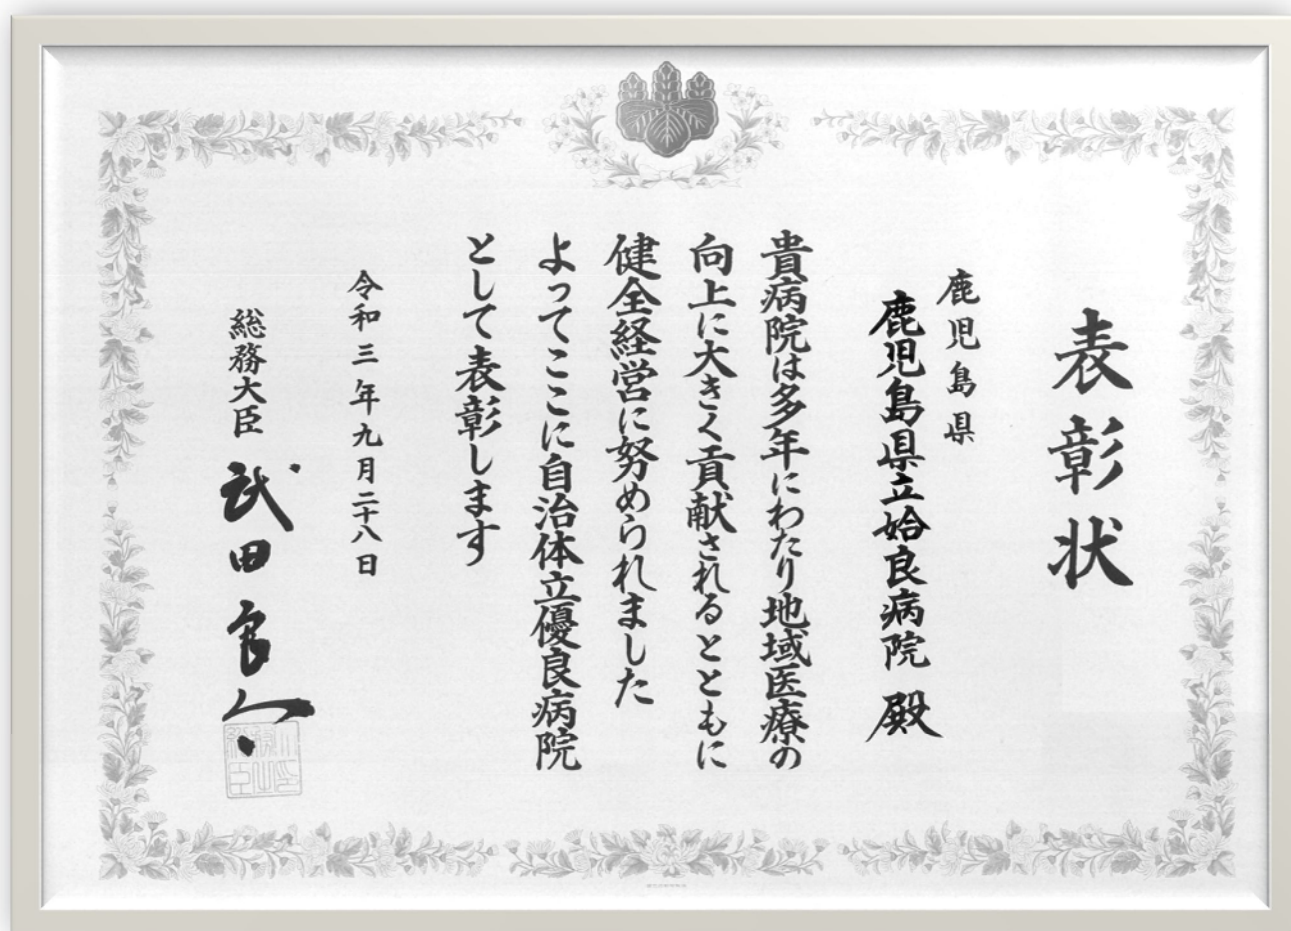 表彰状
鹿児島県
鹿児島県立姶良病院 殿
貴病院は多年にわたり地域医療の
向上に大きく貢献されるとともに
健全経営に努められました
よってここに自治体立優良病院
として表彰します
令和三年九月二十八日
総務大臣 武田良太